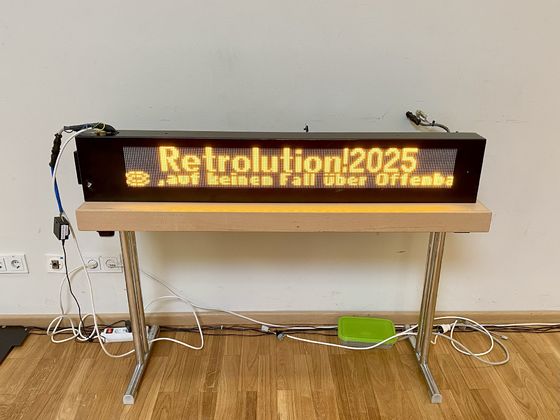 Retrolution!2025
,auf keinen Fall über Offenba